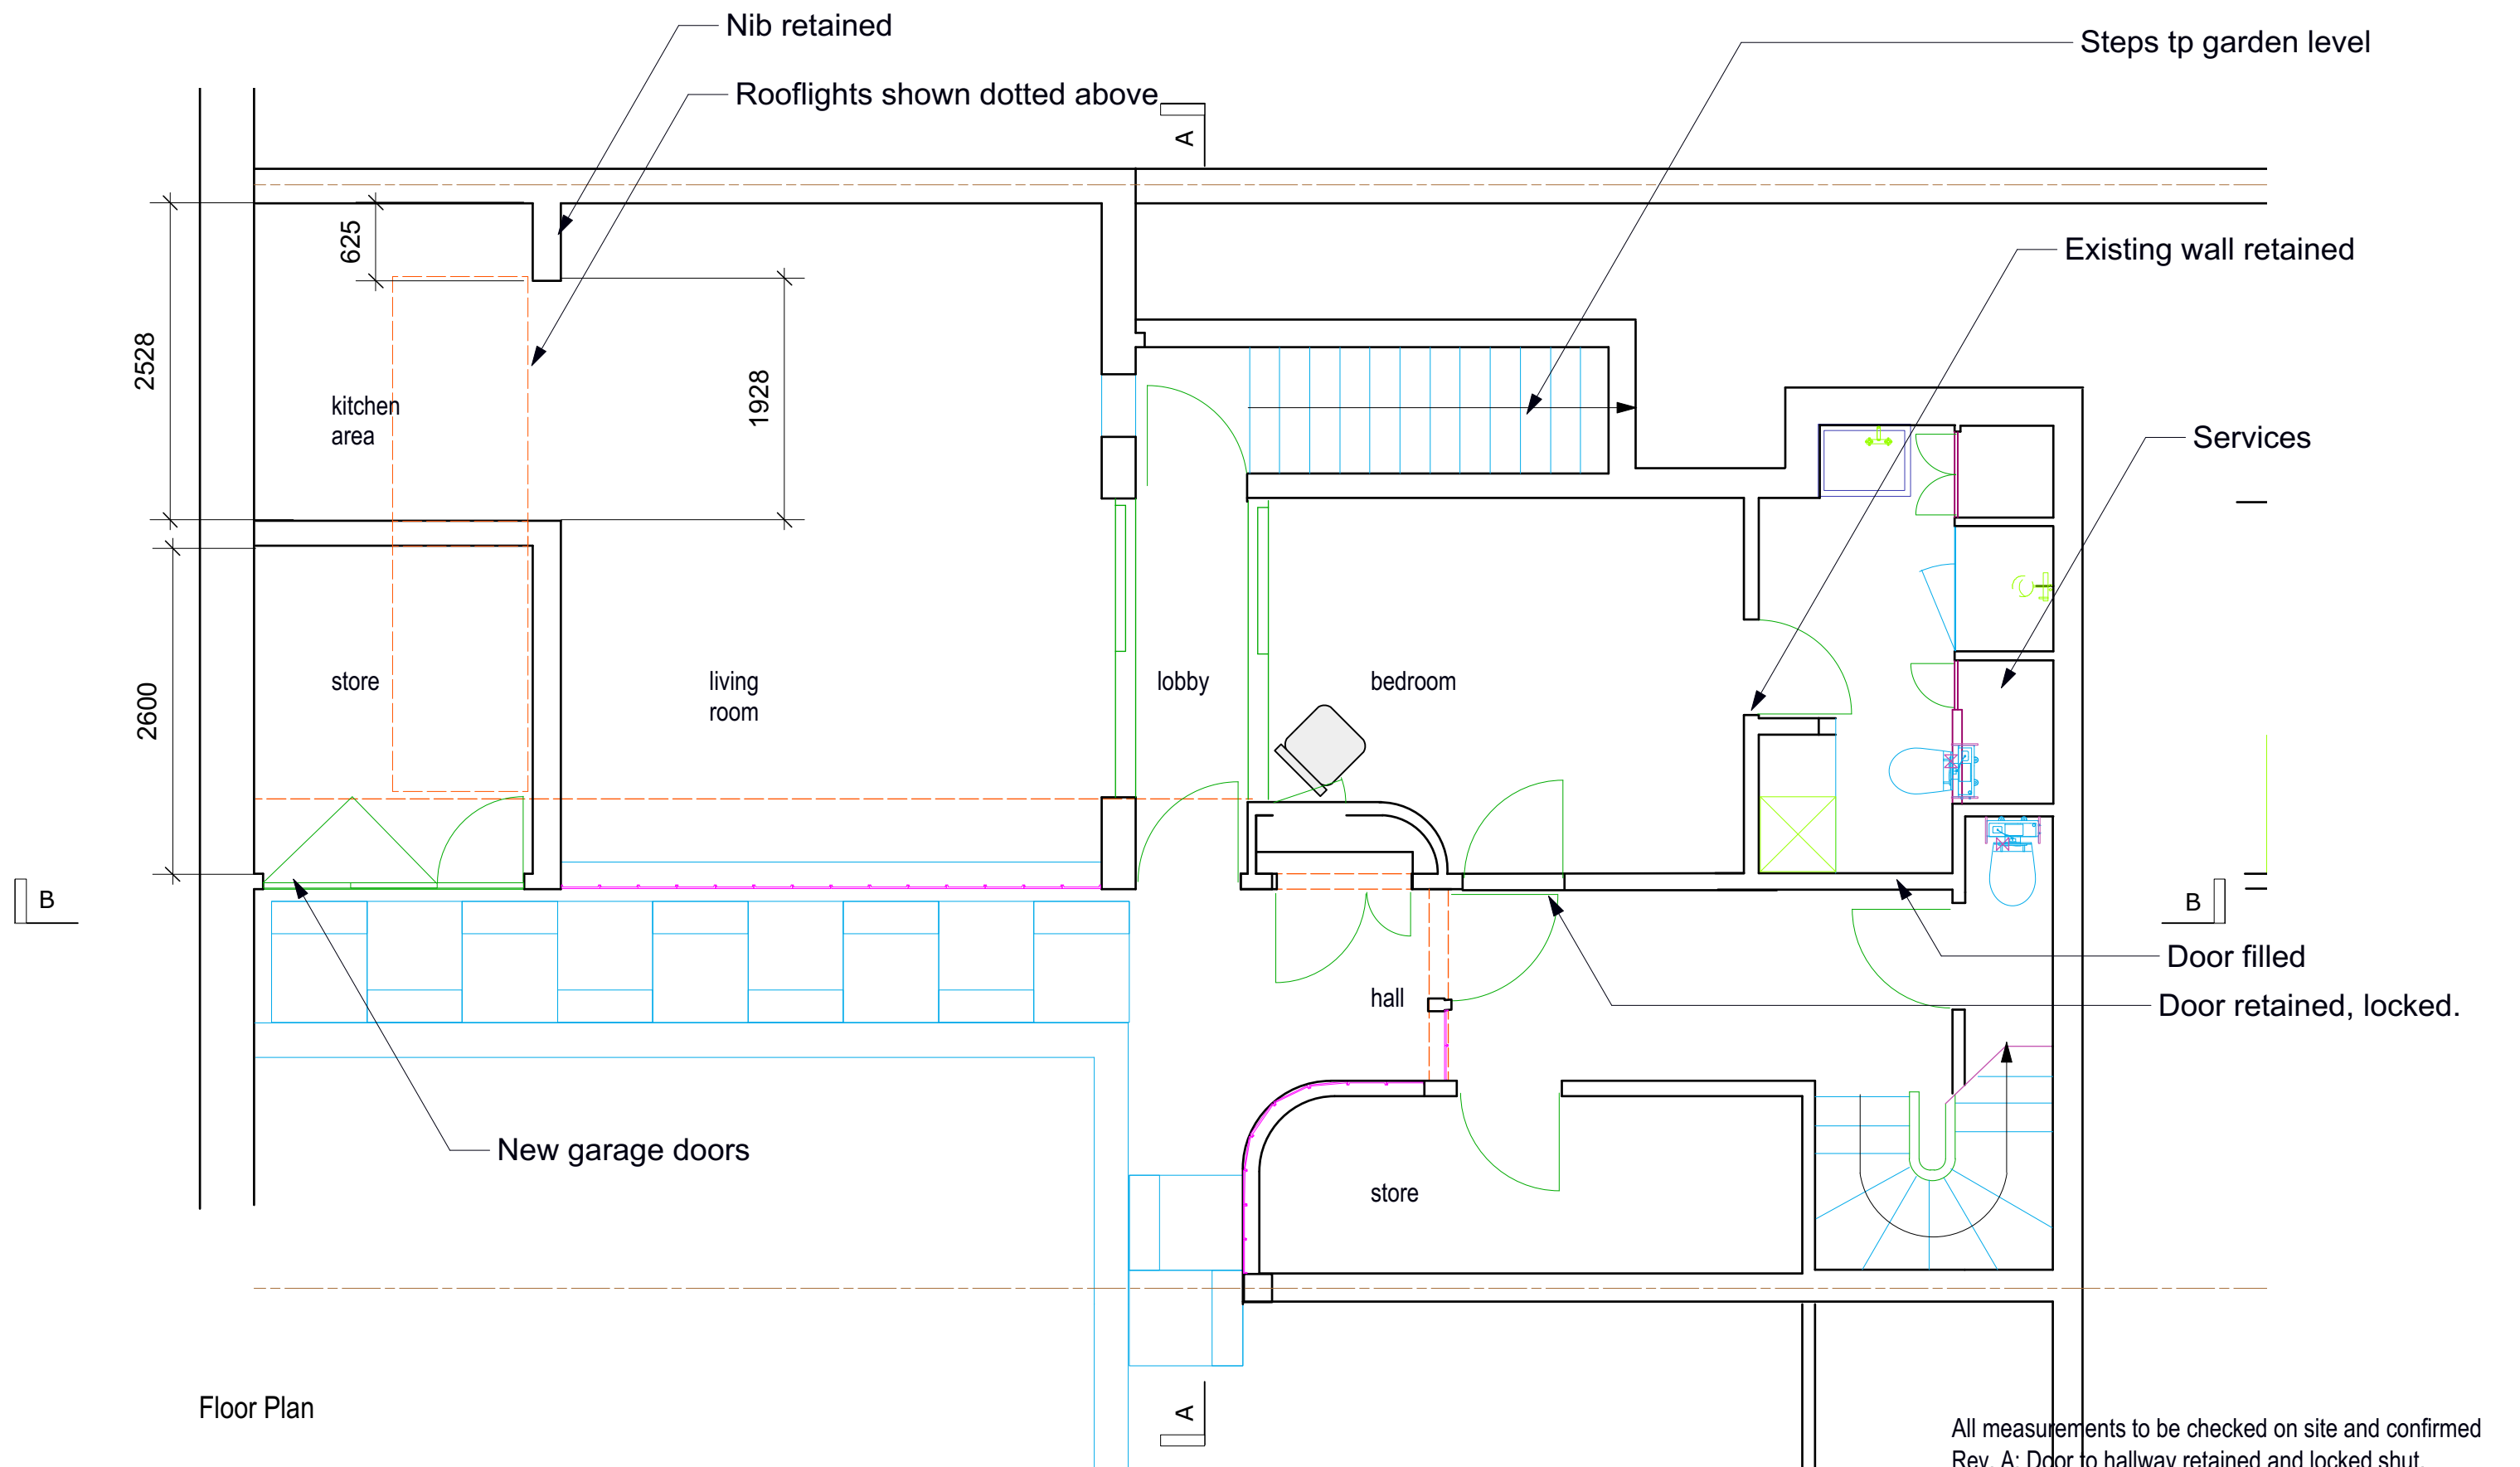 Nib retained
Steps tp garden level
Rooflights shown dotted above
A
625
Existing wall retained
2528
1928
kitchen
area
Services
2600
store
living
room
lobby
bedroom
B
B
Door filled
hall
Door retained, locked.
New garage doors
store
Floor Plan
A
All measurements to be checked on site and confirmed
Rev. A: Door to hallway retained and locked shut.